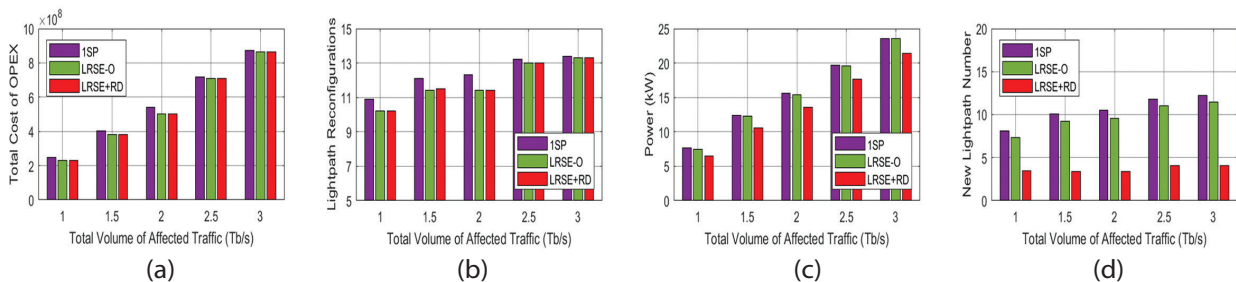 ×10⁸
Total Cost of OPEX
10
8
6
4
2
0
1SP
LRSE-O
LRSE+RD
1 1.5 2 2.5 3
Total Volume of Affected Traffic (Tb/s)
(a)
Lightpath Reconfigurations
15
13
11
9
7
5
1SP
LRSE-O
LRSE+RD
1 1.5 2 2.5 3
Total Volume of Affected Traffic (Tb/s)
(b)
Power (kW)
25
20
15
10
5
0
1SP
LRSE-O
LRSE+RD
1 1.5 2 2.5 3
Total Volume of Affected Traffic (Tb/s)
(c)
New Lightpath Number
20
15
10
5
0
1SP
LRSE-O
LRSE+RD
1 1.5 2 2.5 3
Total Volume of Affected Traffic (Tb/s)
(d)